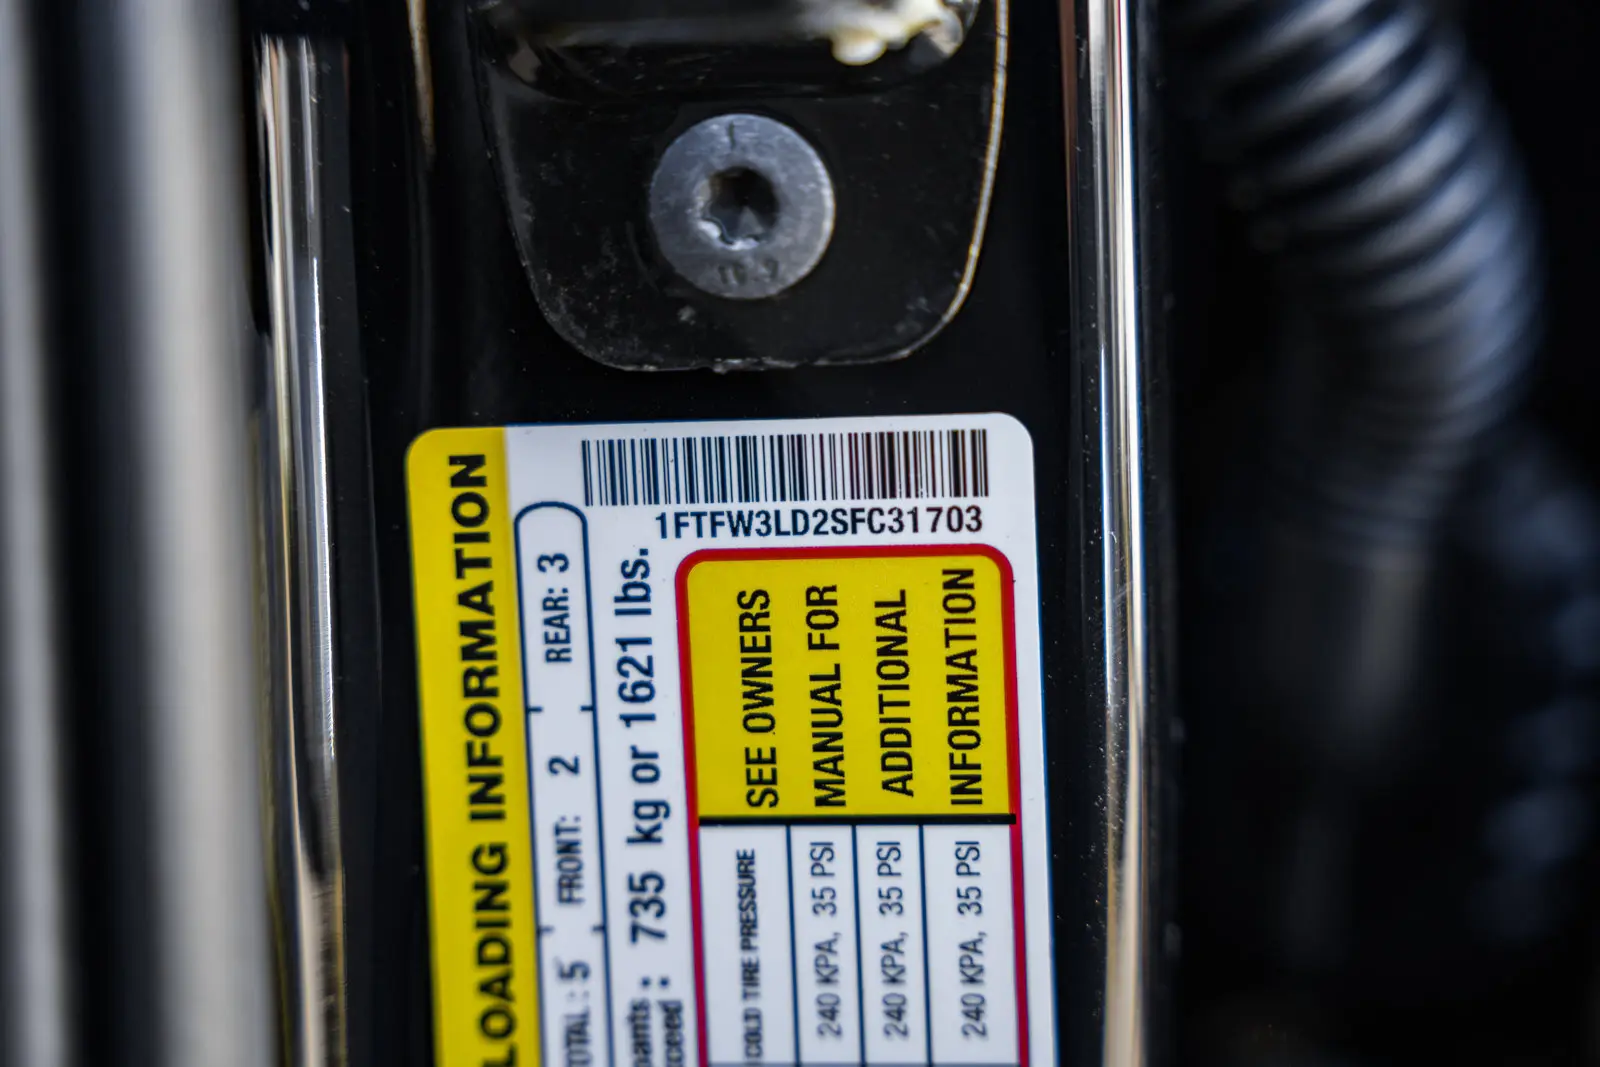 1FTFW3LD2SFC31703
LOADING INFORMATION
TOTAL: 5 FRONT: 2 REAR: 3
: 735 kg or 1621 lbs.
COLD TIRE PRESSURE
240 KPA, 35 PSI
240 KPA, 35 PSI
240 KPA, 35 PSI
SEE OWNERS
MANUAL FOR
ADDITIONAL
INFORMATION